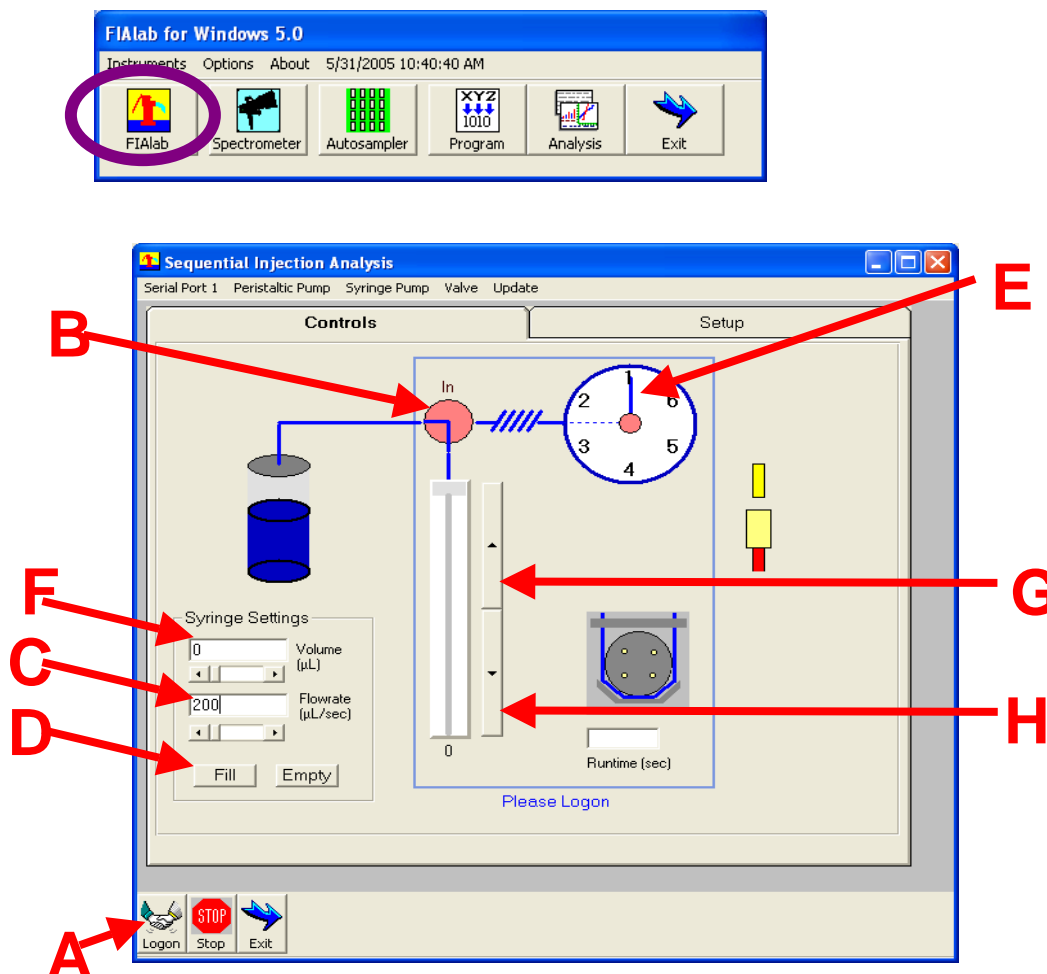 FIAlab for Windows 5.0
Instruments Options About 5/31/2005 10:40:40 AM
XYZ
1010
FIAlab Spectrometer Autosampler Program Analysis Exit
Sequential Injection Analysis
Serial Port 1 Peristaltic Pump Syringe Pump Valve Update
E
Controls Setup
B
In
1
2 6
3 5
4
G
F
Syringe Settings
0 Volume
(µL)
C
200 Flowrate
(µL/sec)
H
D
0
Fill Empty
Runtime (sec)
Please Logon
STOP
A
Logon Stop Exit